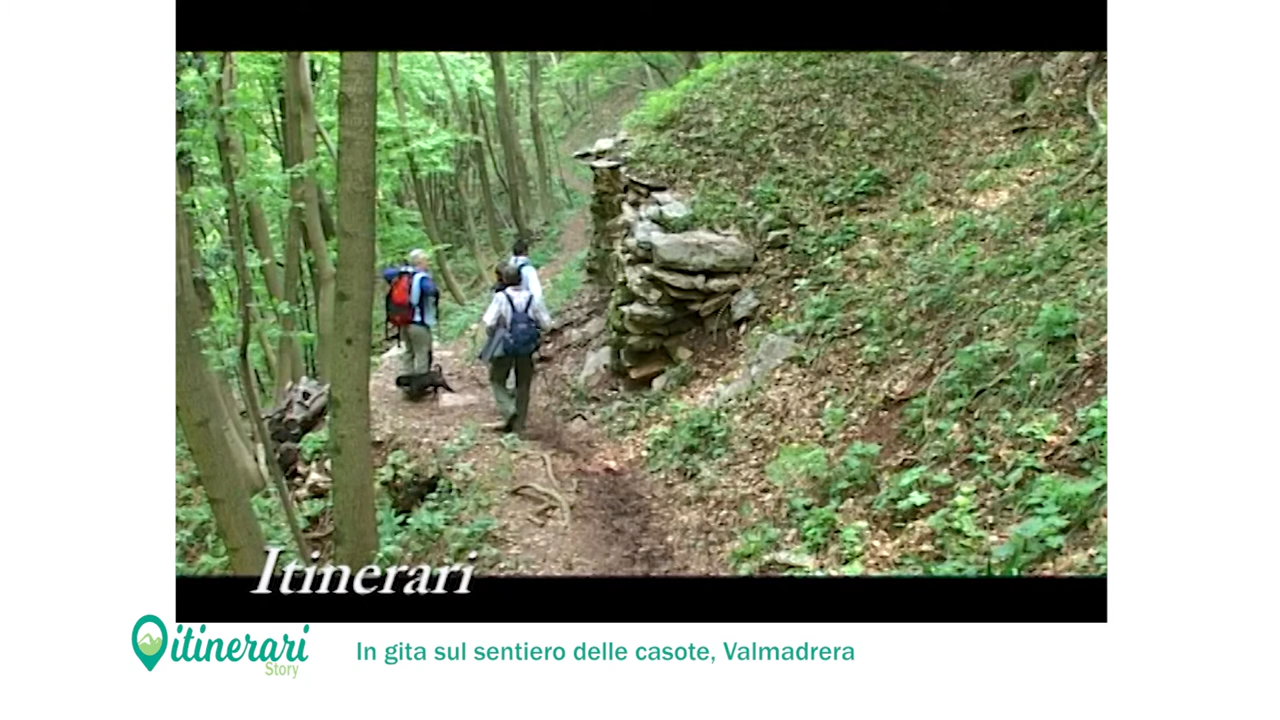 Itinerari
itinerari
Story
In gita sul sentiero delle casote, Valmadrera